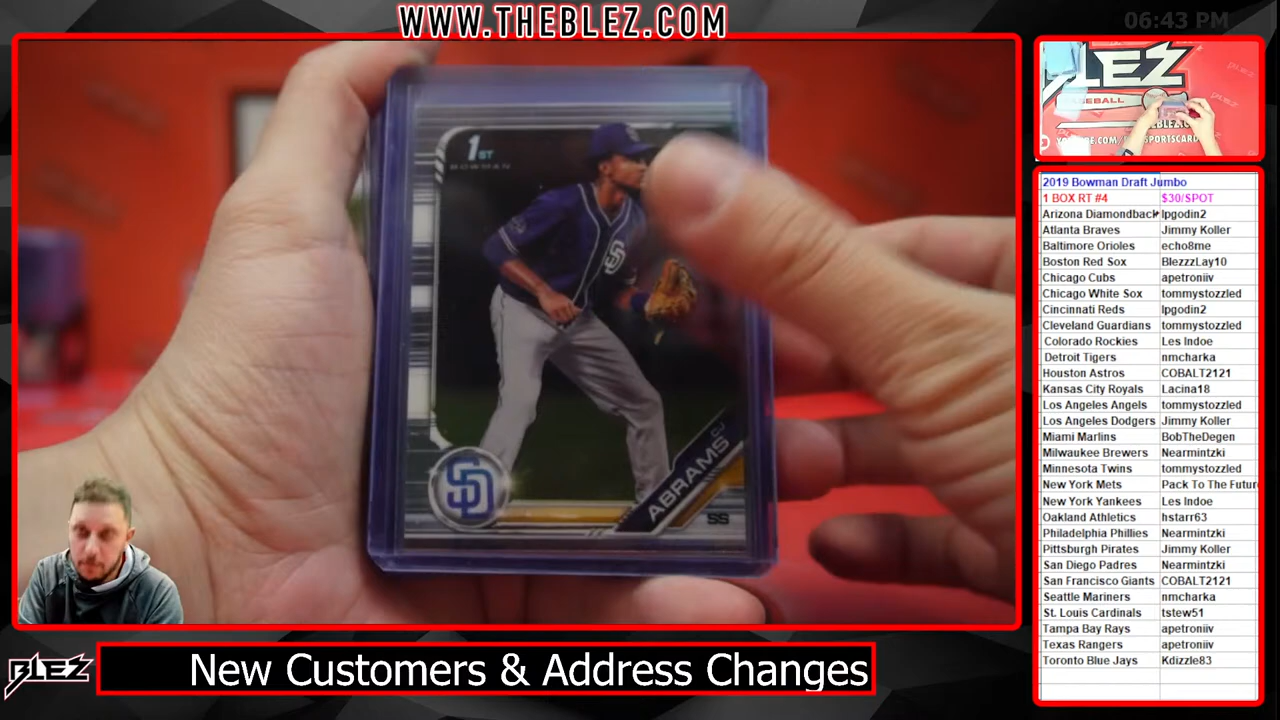 WWW.THEBLEZ.COM
06:43 PM
1ST
BOWMAN
SD
ABRAMS
CJ
SS
SD
BLEZ
BASEBALL
2019 Bowman Draft Jumbo
1 BOX RT #4 $30/SPOT
Arizona Diamondback lpgodin2
Atlanta Braves Jimmy Koller
Baltimore Orioles echo8me
Boston Red Sox BlezzzLay10
Chicago Cubs apetroniiv
Chicago White Sox tommystozzled
Cincinnati Reds lpgodin2
Cleveland Guardians tommystozzled
Colorado Rockies Les Indoe
Detroit Tigers nmcharka
Houston Astros COBALT2121
Kansas City Royals Lacina18
Los Angeles Angels tommystozzled
Los Angeles Dodgers Jimmy Koller
Miami Marlins BobTheDegen
Milwaukee Brewers Nearmintzki
Minnesota Twins tommystozzled
New York Mets Pack To The Futur
New York Yankees Les Indoe
Oakland Athletics hstarr63
Philadelphia Phillies Nearmintzki
Pittsburgh Pirates Jimmy Koller
San Diego Padres Nearmintzki
San Francisco Giants COBALT2121
Seattle Mariners nmcharka
St. Louis Cardinals tstew51
Tampa Bay Rays apetroniiv
Texas Rangers apetroniiv
Toronto Blue Jays Kdizzle83
BLEZ
New Customers & Address Changes